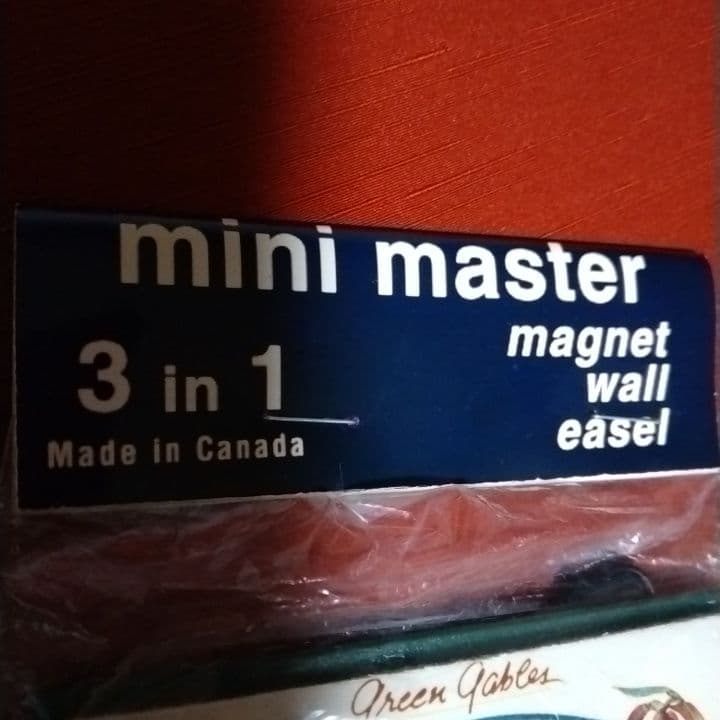 mini master
3 in 1
Made in Canada
magnet
wall
easel
Green Gables